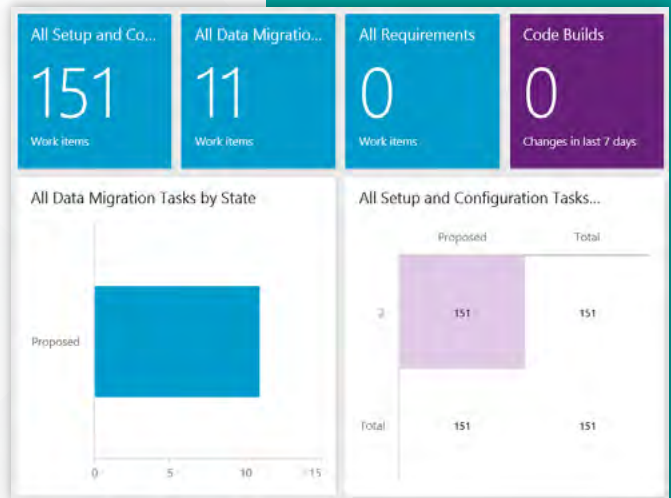 All Setup and Co...
151
Work items
All Data Migratio...
11
Work items
All Requirements
0
Work items
Code Builds
0
Changes in last 7 days
All Data Migration Tasks by State
Proposed
0 5 10 15
All Setup and Configuration Tasks...
Proposed Total
2 151 151
Total 151 151